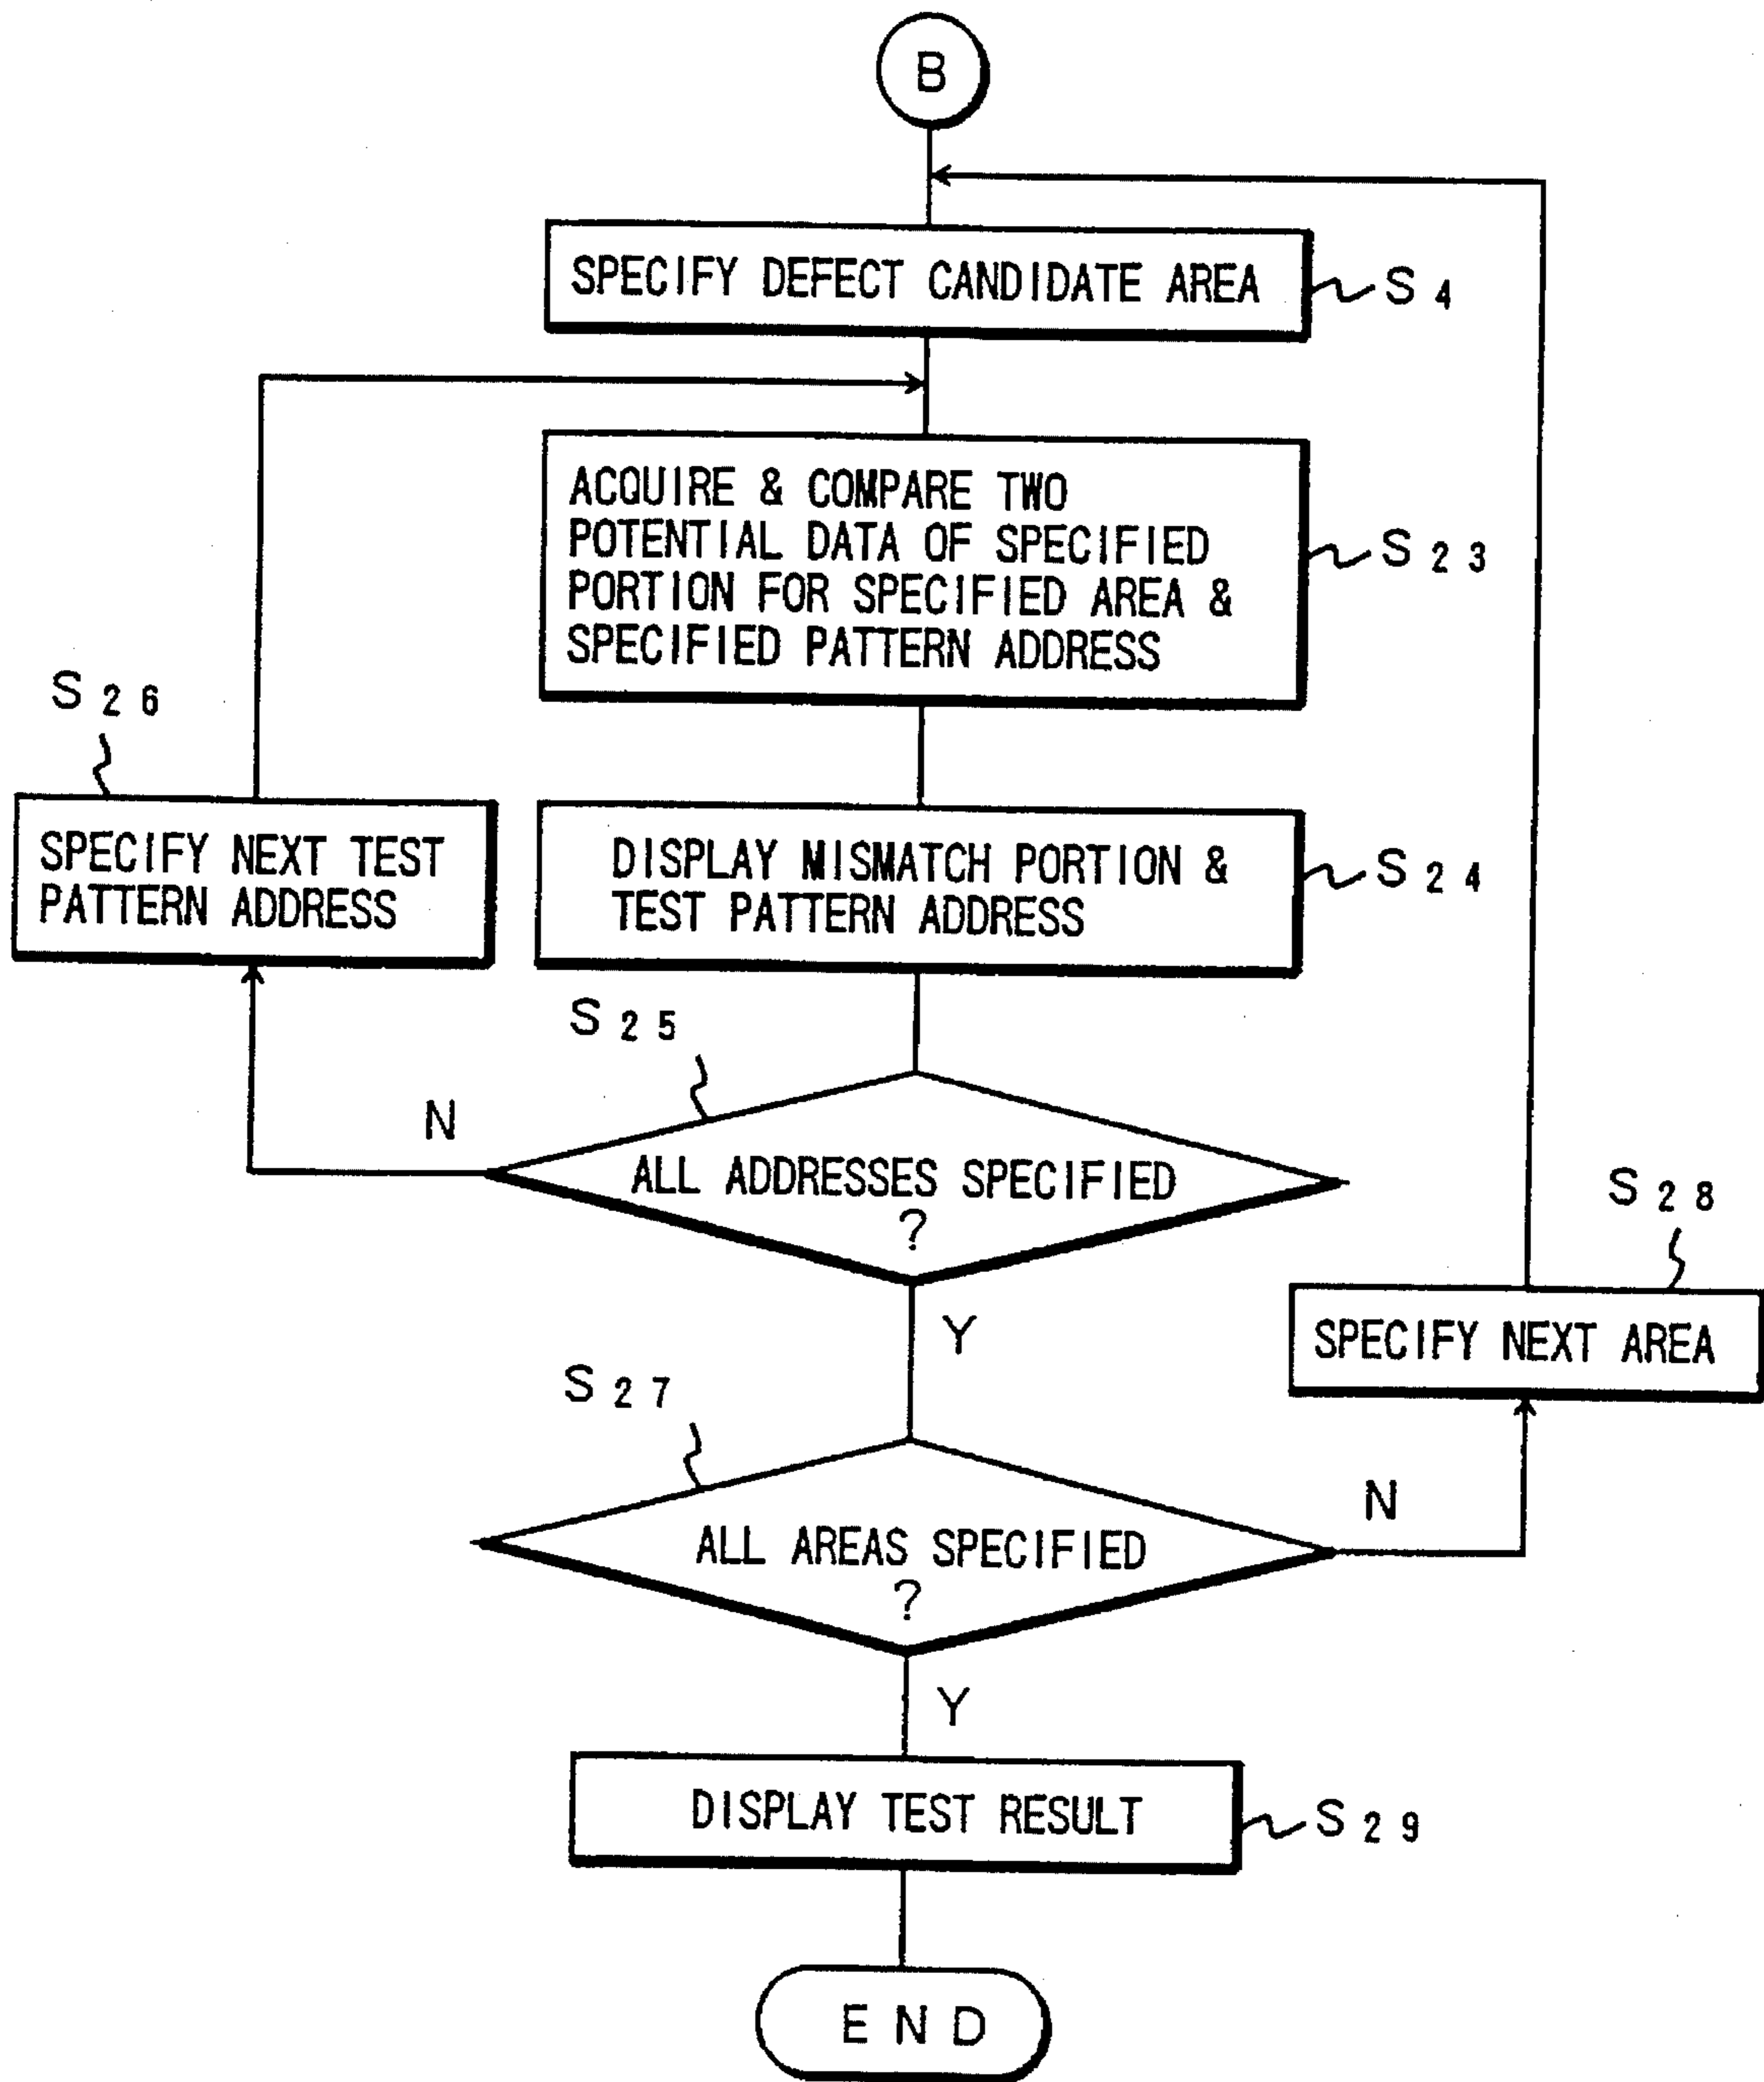 B
SPECIFY DEFECT CANDIDATE AREA
S4
ACQUIRE & COMPARE TWO
POTENTIAL DATA OF SPECIFIED
PORTION FOR SPECIFIED AREA &
SPECIFIED PATTERN ADDRESS
S23
S26
SPECIFY NEXT TEST
PATTERN ADDRESS
DISPLAY MISMATCH PORTION &
TEST PATTERN ADDRESS
S24
S25
N
ALL ADDRESSES SPECIFIED
?
Y
S28
SPECIFY NEXT AREA
S27
N
ALL AREAS SPECIFIED
?
Y
DISPLAY TEST RESULT
S29
END